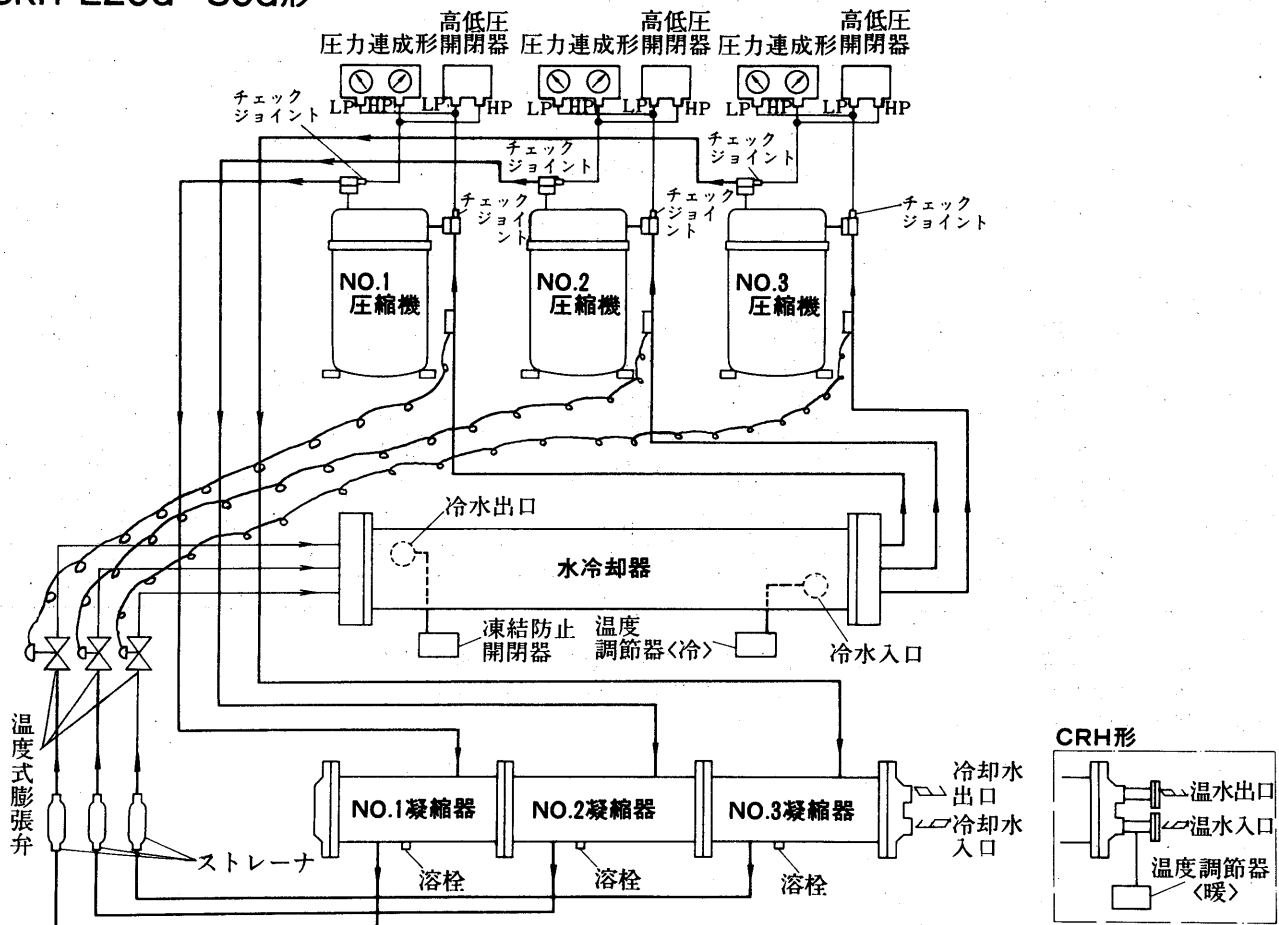 高低圧
圧力連成形 開閉器
高低圧
圧力連成形 開閉器
高低圧
圧力連成形 開閉器
LP HP LP HP
LP HP LP HP
LP HP LP HP
チェック
ジョイント
チェック
ジョイント
チェック
ジョイント
チェック
ジョイ
ント
チェック
ジョイ
ント
チェック
ジョイント
NO.1
圧縮機
NO.2
圧縮機
NO.3
圧縮機
冷水出口
水冷却器
凍結防止
開閉器
温度
調節器<冷>
冷水入口
温度式膨張弁
ストレーナ
NO.1凝縮器
NO.2凝縮器
NO.3凝縮器
冷却水
出口
冷却水
入口
溶栓
溶栓
溶栓
CRH形
温水出口
温水入口
温度調節器
<暖>